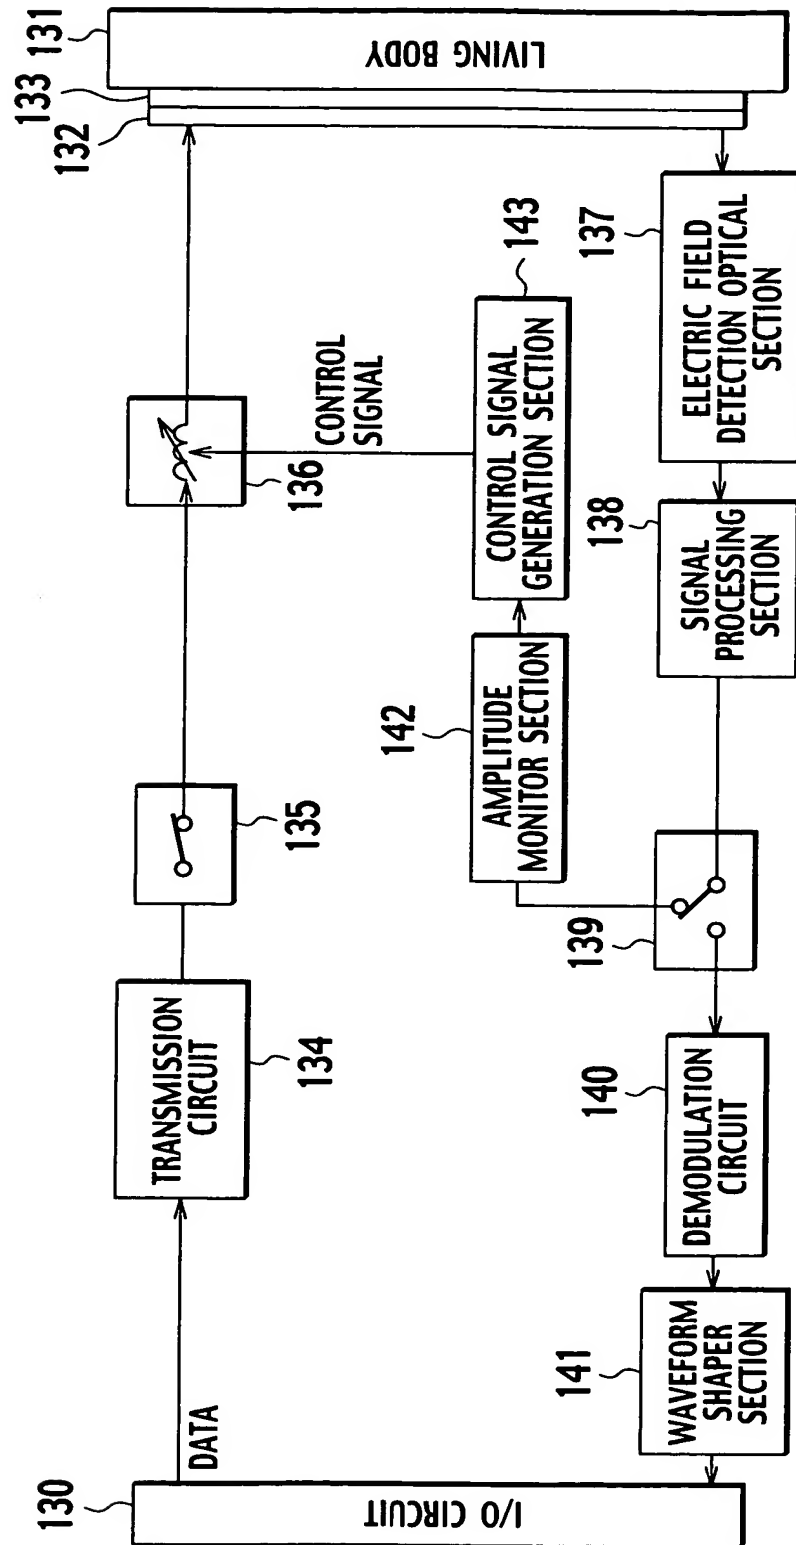 130
I/O CIRCUIT
DATA
TRANSMISSION
CIRCUIT
134
135
136
CONTROL
SIGNAL
132
133
131
LIVING BODY
142
AMPLITUDE
MONITOR SECTION
143
CONTROL SIGNAL
GENERATION SECTION
141
WAVEFORM
SHAPER
SECTION
140
DEMODULATION
CIRCUIT
139
138
SIGNAL
PROCESSING
SECTION
137
ELECTRIC FIELD
DETECTION OPTICAL
SECTION